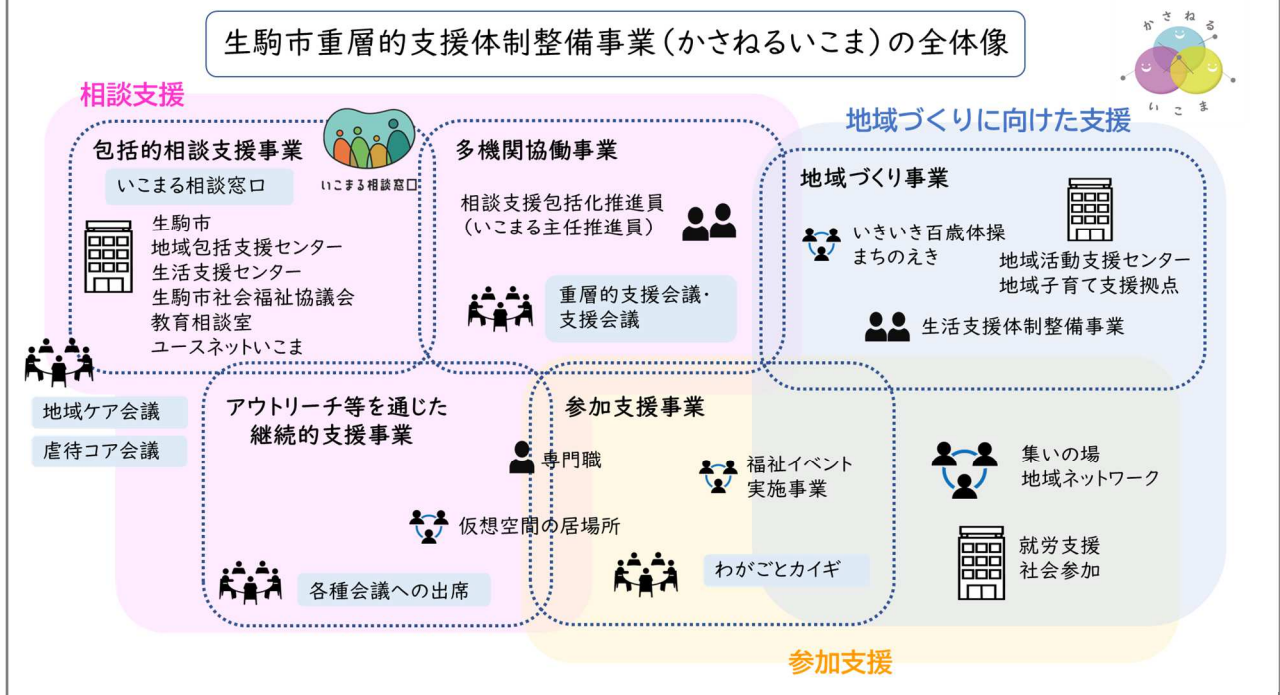 生駒市重層的支援体制整備事業(かさねるいこま)の全体像
かさねる
いこま
相談支援
地域づくりに向けた支援
包括的相談支援事業
いこまる相談窓口
いこまる相談窓口
生駒市
地域包括支援センター
生活支援センター
生駒市社会福祉協議会
教育相談室
ユースネットいこま
地域ケア会議
虐待コア会議
多機関協働事業
相談支援包括化推進員
(いこまる主任推進員)
重層的支援会議・
支援会議
地域づくり事業
いきいき百歳体操
まちのえき
地域活動支援センター
地域子育て支援拠点
生活支援体制整備事業
アウトリーチ等を通じた
継続的支援事業
専門職
仮想空間の居場所
各種会議への出席
参加支援事業
福祉イベント
実施事業
わがごとカイギ
集いの場
地域ネットワーク
就労支援
社会参加
参加支援